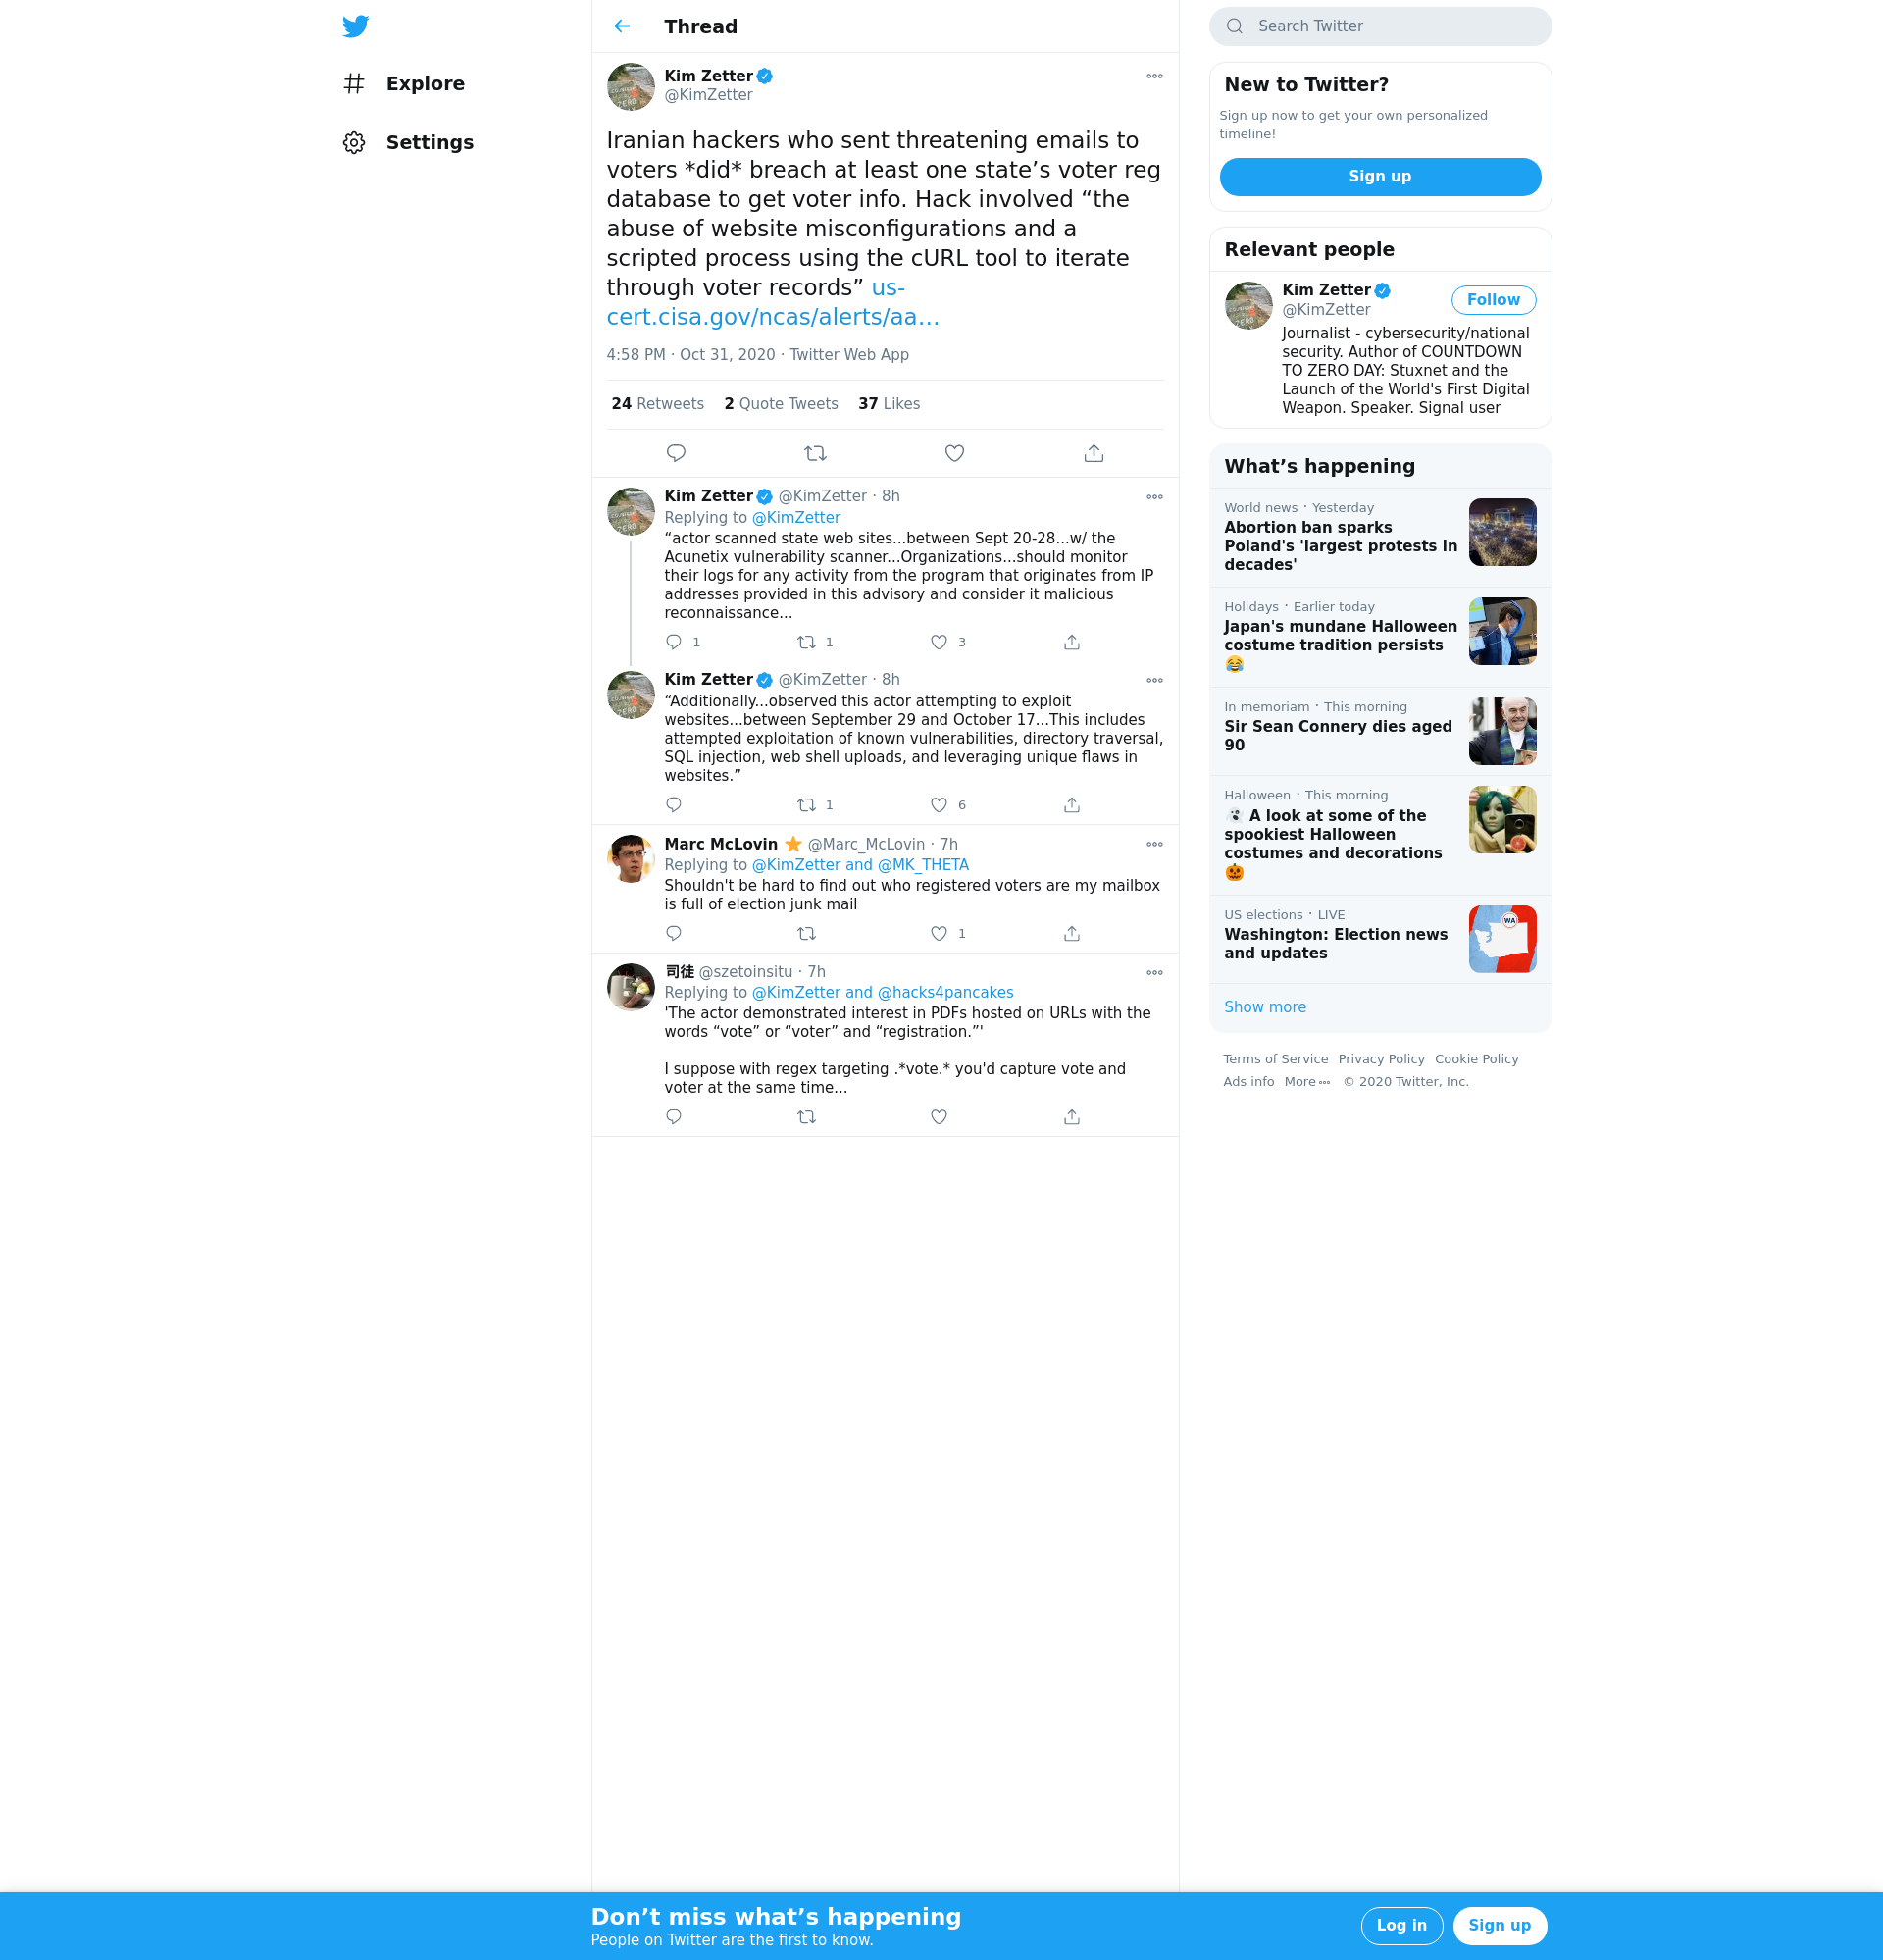 Explore
Settings
Thread
Kim Zetter
@KimZetter
Iranian hackers who sent threatening emails to
voters *did* breach at least one state’s voter reg
database to get voter info. Hack involved “the
abuse of website misconfigurations and a
scripted process using the cURL tool to iterate
through voter records” us-
cert.cisa.gov/ncas/alerts/aa…
4:58 PM · Oct 31, 2020 · Twitter Web App
24 Retweets 2 Quote Tweets 37 Likes
Kim Zetter @KimZetter · 8h
Replying to @KimZetter
“actor scanned state web sites...between Sept 20-28...w/ the
Acunetix vulnerability scanner...Organizations...should monitor
their logs for any activity from the program that originates from IP
addresses provided in this advisory and consider it malicious
reconnaissance...
1 1 3
Kim Zetter @KimZetter · 8h
“Additionally...observed this actor attempting to exploit
websites...between September 29 and October 17...This includes
attempted exploitation of known vulnerabilities, directory traversal,
SQL injection, web shell uploads, and leveraging unique flaws in
websites.”
1 6
Marc McLovin ⭐ @Marc_McLovin · 7h
Replying to @KimZetter and @MK_THETA
Shouldn't be hard to find out who registered voters are my mailbox
is full of election junk mail
1
司徒 @szetoinsitu · 7h
Replying to @KimZetter and @hacks4pancakes
'The actor demonstrated interest in PDFs hosted on URLs with the
words “vote” or “voter” and “registration.”'
I suppose with regex targeting .*vote.* you'd capture vote and
voter at the same time...
Search Twitter
New to Twitter?
Sign up now to get your own personalized
timeline!
Sign up
Relevant people
Kim Zetter
@KimZetter
Follow
Journalist - cybersecurity/national
security. Author of COUNTDOWN
TO ZERO DAY: Stuxnet and the
Launch of the World's First Digital
Weapon. Speaker. Signal user
What’s happening
World news · Yesterday
Abortion ban sparks
Poland's 'largest protests in
decades'
Holidays · Earlier today
Japan's mundane Halloween
costume tradition persists
😂
In memoriam · This morning
Sir Sean Connery dies aged
90
Halloween · This morning
👻 A look at some of the
spookiest Halloween
costumes and decorations
🎃
US elections · LIVE
Washington: Election news
and updates
WA
Show more
Terms of Service Privacy Policy Cookie Policy
Ads info More © 2020 Twitter, Inc.
Don’t miss what’s happening
People on Twitter are the first to know.
Log in
Sign up